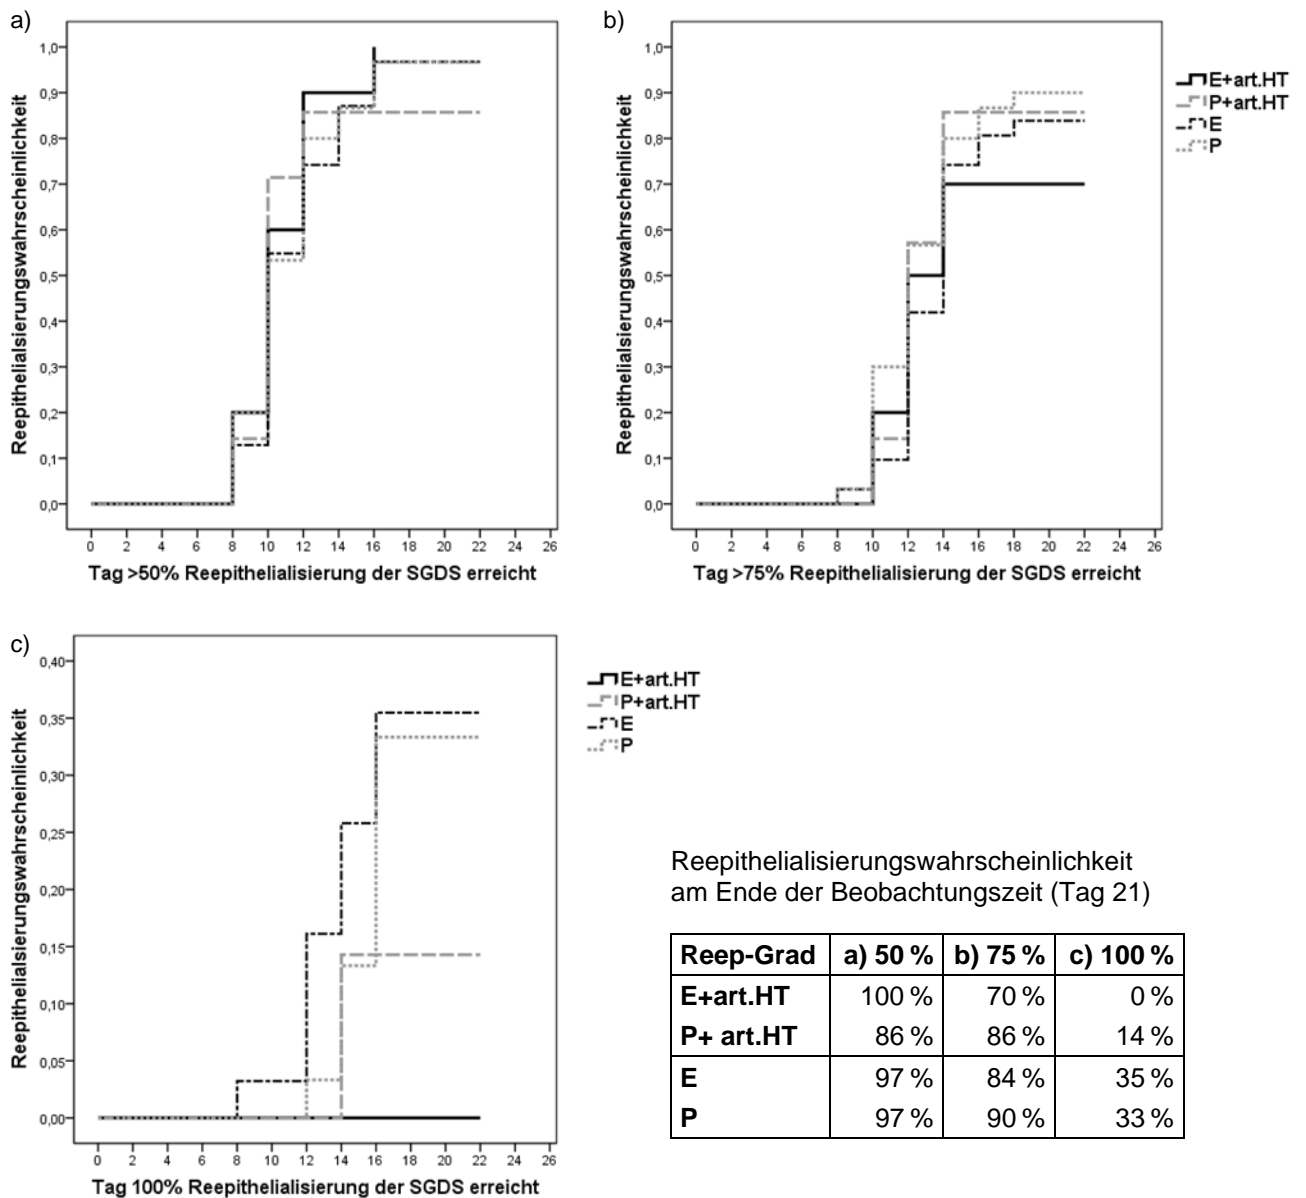 a)
1,0
0,9
0,8
0,7
0,6
0,5
0,4
0,3
0,2
0,1
0,0
Reepithelialsierungswahrscheinlichkeit
0 2 4 6 8 10 12 14 16 18 20 22 24 26
Tag >50% Reepithelialisierung der SGDS erreicht
b)
1,0
0,9
0,8
0,7
0,6
0,5
0,4
0,3
0,2
0,1
0,0
Reepithelialsierungswahrscheinlichkeit
0 2 4 6 8 10 12 14 16 18 20 22 24 26
Tag >75% Reepithelialisierung der SGDS erreicht
E+art.HT
P+art.HT
E
P
c)
0,40
0,35
0,30
0,25
0,20
0,15
0,10
0,05
0,00
Reepithelialsierungswahrscheinlichkeit
0 2 4 6 8 10 12 14 16 18 20 22 24 26
Tag 100% Reepithelialisierung der SGDS erreicht
E+art.HT
P+art.HT
E
P
Reepithelialisierungswahrscheinlichkeit
am Ende der Beobachtungszeit (Tag 21)
Reep-Grad a) 50 % b) 75 % c) 100 %
E+art.HT 100 % 70 % 0 %
P+ art.HT 86 % 86 % 14 %
E 97 % 84 % 35 %
P 97 % 90 % 33 %